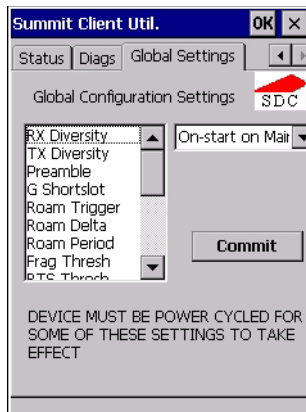 Summit Client Util. OK ×
Status Diags Global Settings
Global Configuration Settings SDC
RX Diversity On-start on Mair
TX Diversity
Preamble
G Shortslot
Roam Trigger
Roam Delta
Roam Period Commit
Frag Thresh
RTS Thresh
DEVICE MUST BE POWER CYCLED FOR
SOME OF THESE SETTINGS TO TAKE
EFFECT